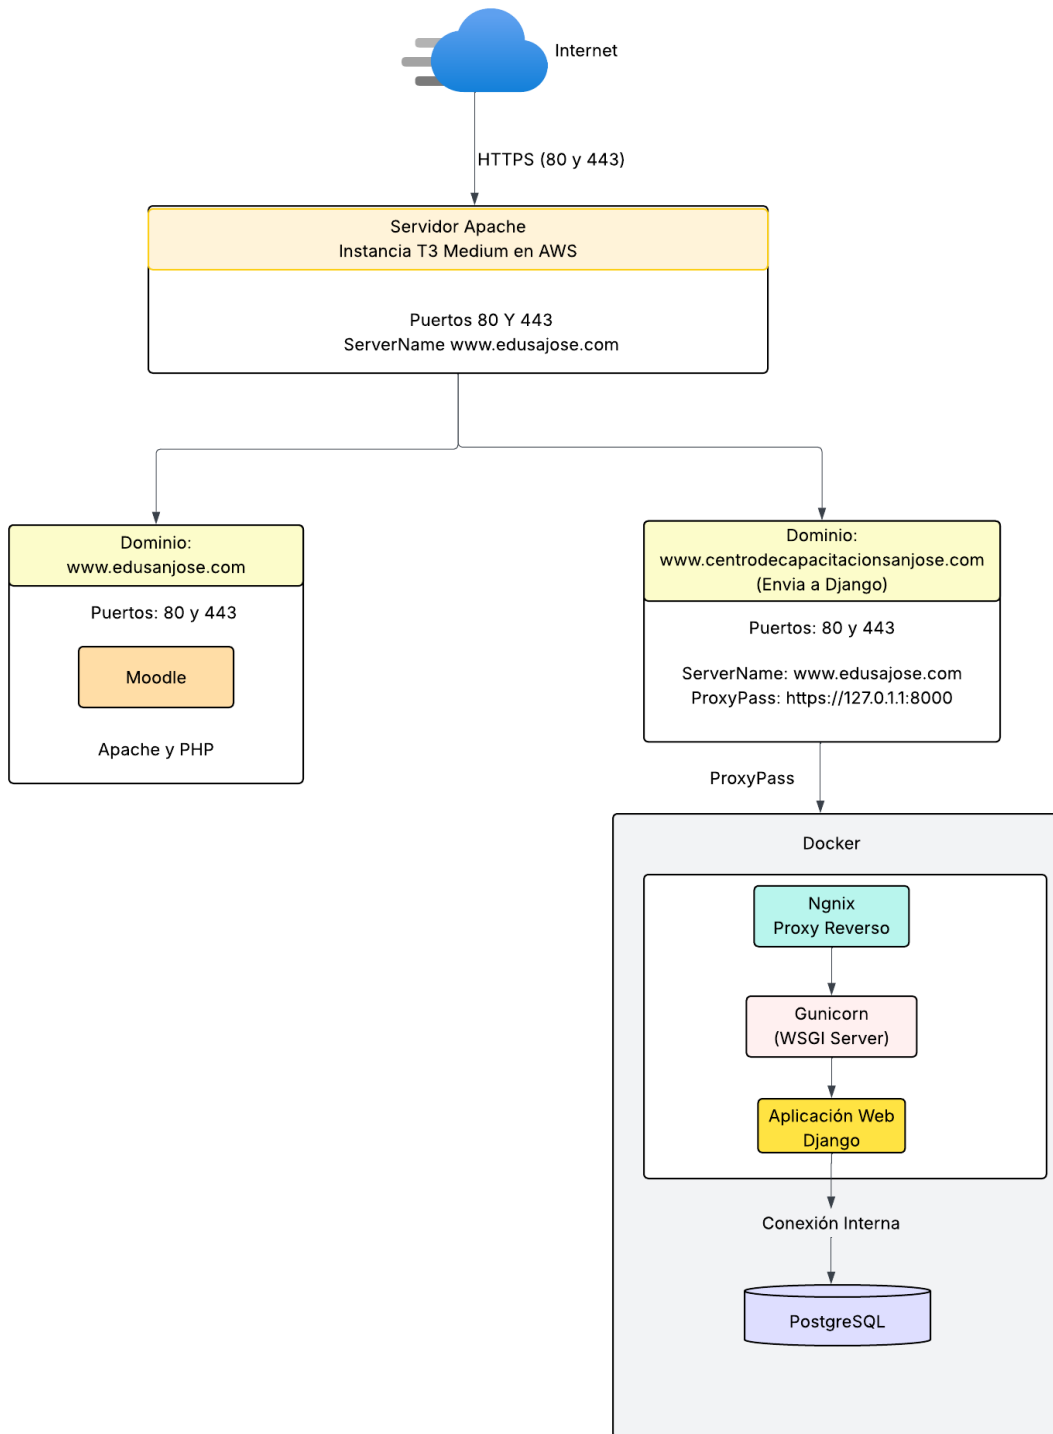 Internet
HTTPS (80 y 443)
Servidor Apache
Instancia T3 Medium en AWS
Puertos 80 Y 443
ServerName www.edusajose.com
Dominio:
www.edusanjose.com
Puertos: 80 y 443
Moodle
Apache y PHP
Dominio:
www.centrodecapacitacionsanjose.com
(Envia a Django)
Puertos: 80 y 443
ServerName: www.edusajose.com
ProxyPass: https://127.0.1.1:8000
ProxyPass
Docker
Ngnix
Proxy Reverso
Gunicorn
(WSGI Server)
Aplicación Web
Django
Conexión Interna
PostgreSQL